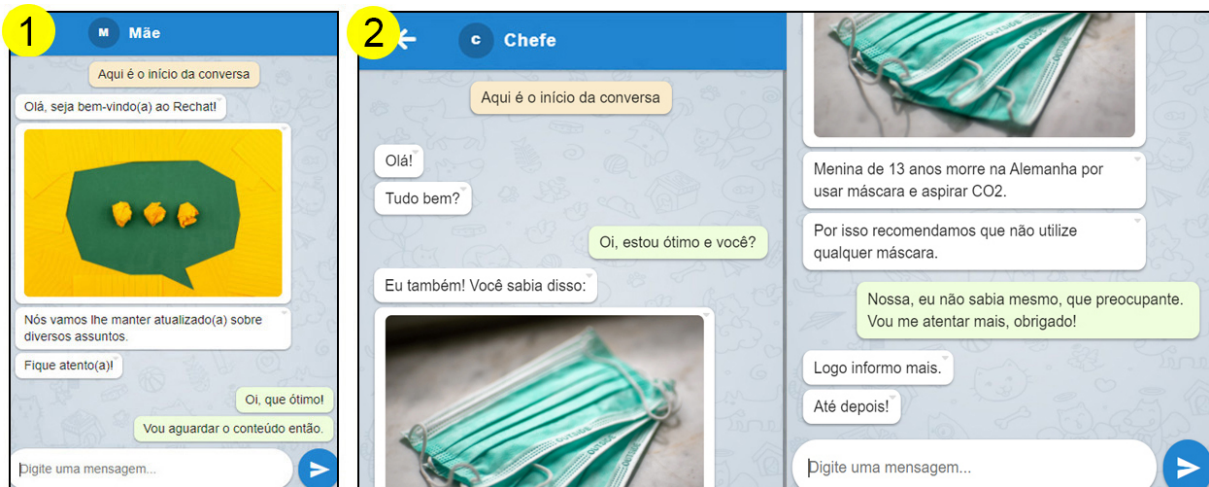 1
M Mãe
Aqui é o início da conversa
Olá, seja bem-vindo(a) ao Rechat!
Nós vamos lhe manter atualizado(a) sobre
diversos assuntos.
Fique atento(a)!
Oi, que ótimo!
Vou aguardar o conteúdo então.
Digite uma mensagem...
2
C Chefe
Aqui é o início da conversa
Olá!
Tudo bem?
Oi, estou ótimo e você?
Eu também! Você sabia disso:
OUTSIDE
OUTSIDE
OUTSIDE
OUTSIDE
Menina de 13 anos morre na Alemanha por
usar máscara e aspirar CO2.
Por isso recomendamos que não utilize
qualquer máscara.
Nossa, eu não sabia mesmo, que preocupante.
Vou me atentar mais, obrigado!
Logo informo mais.
Até depois!
Digite uma mensagem...